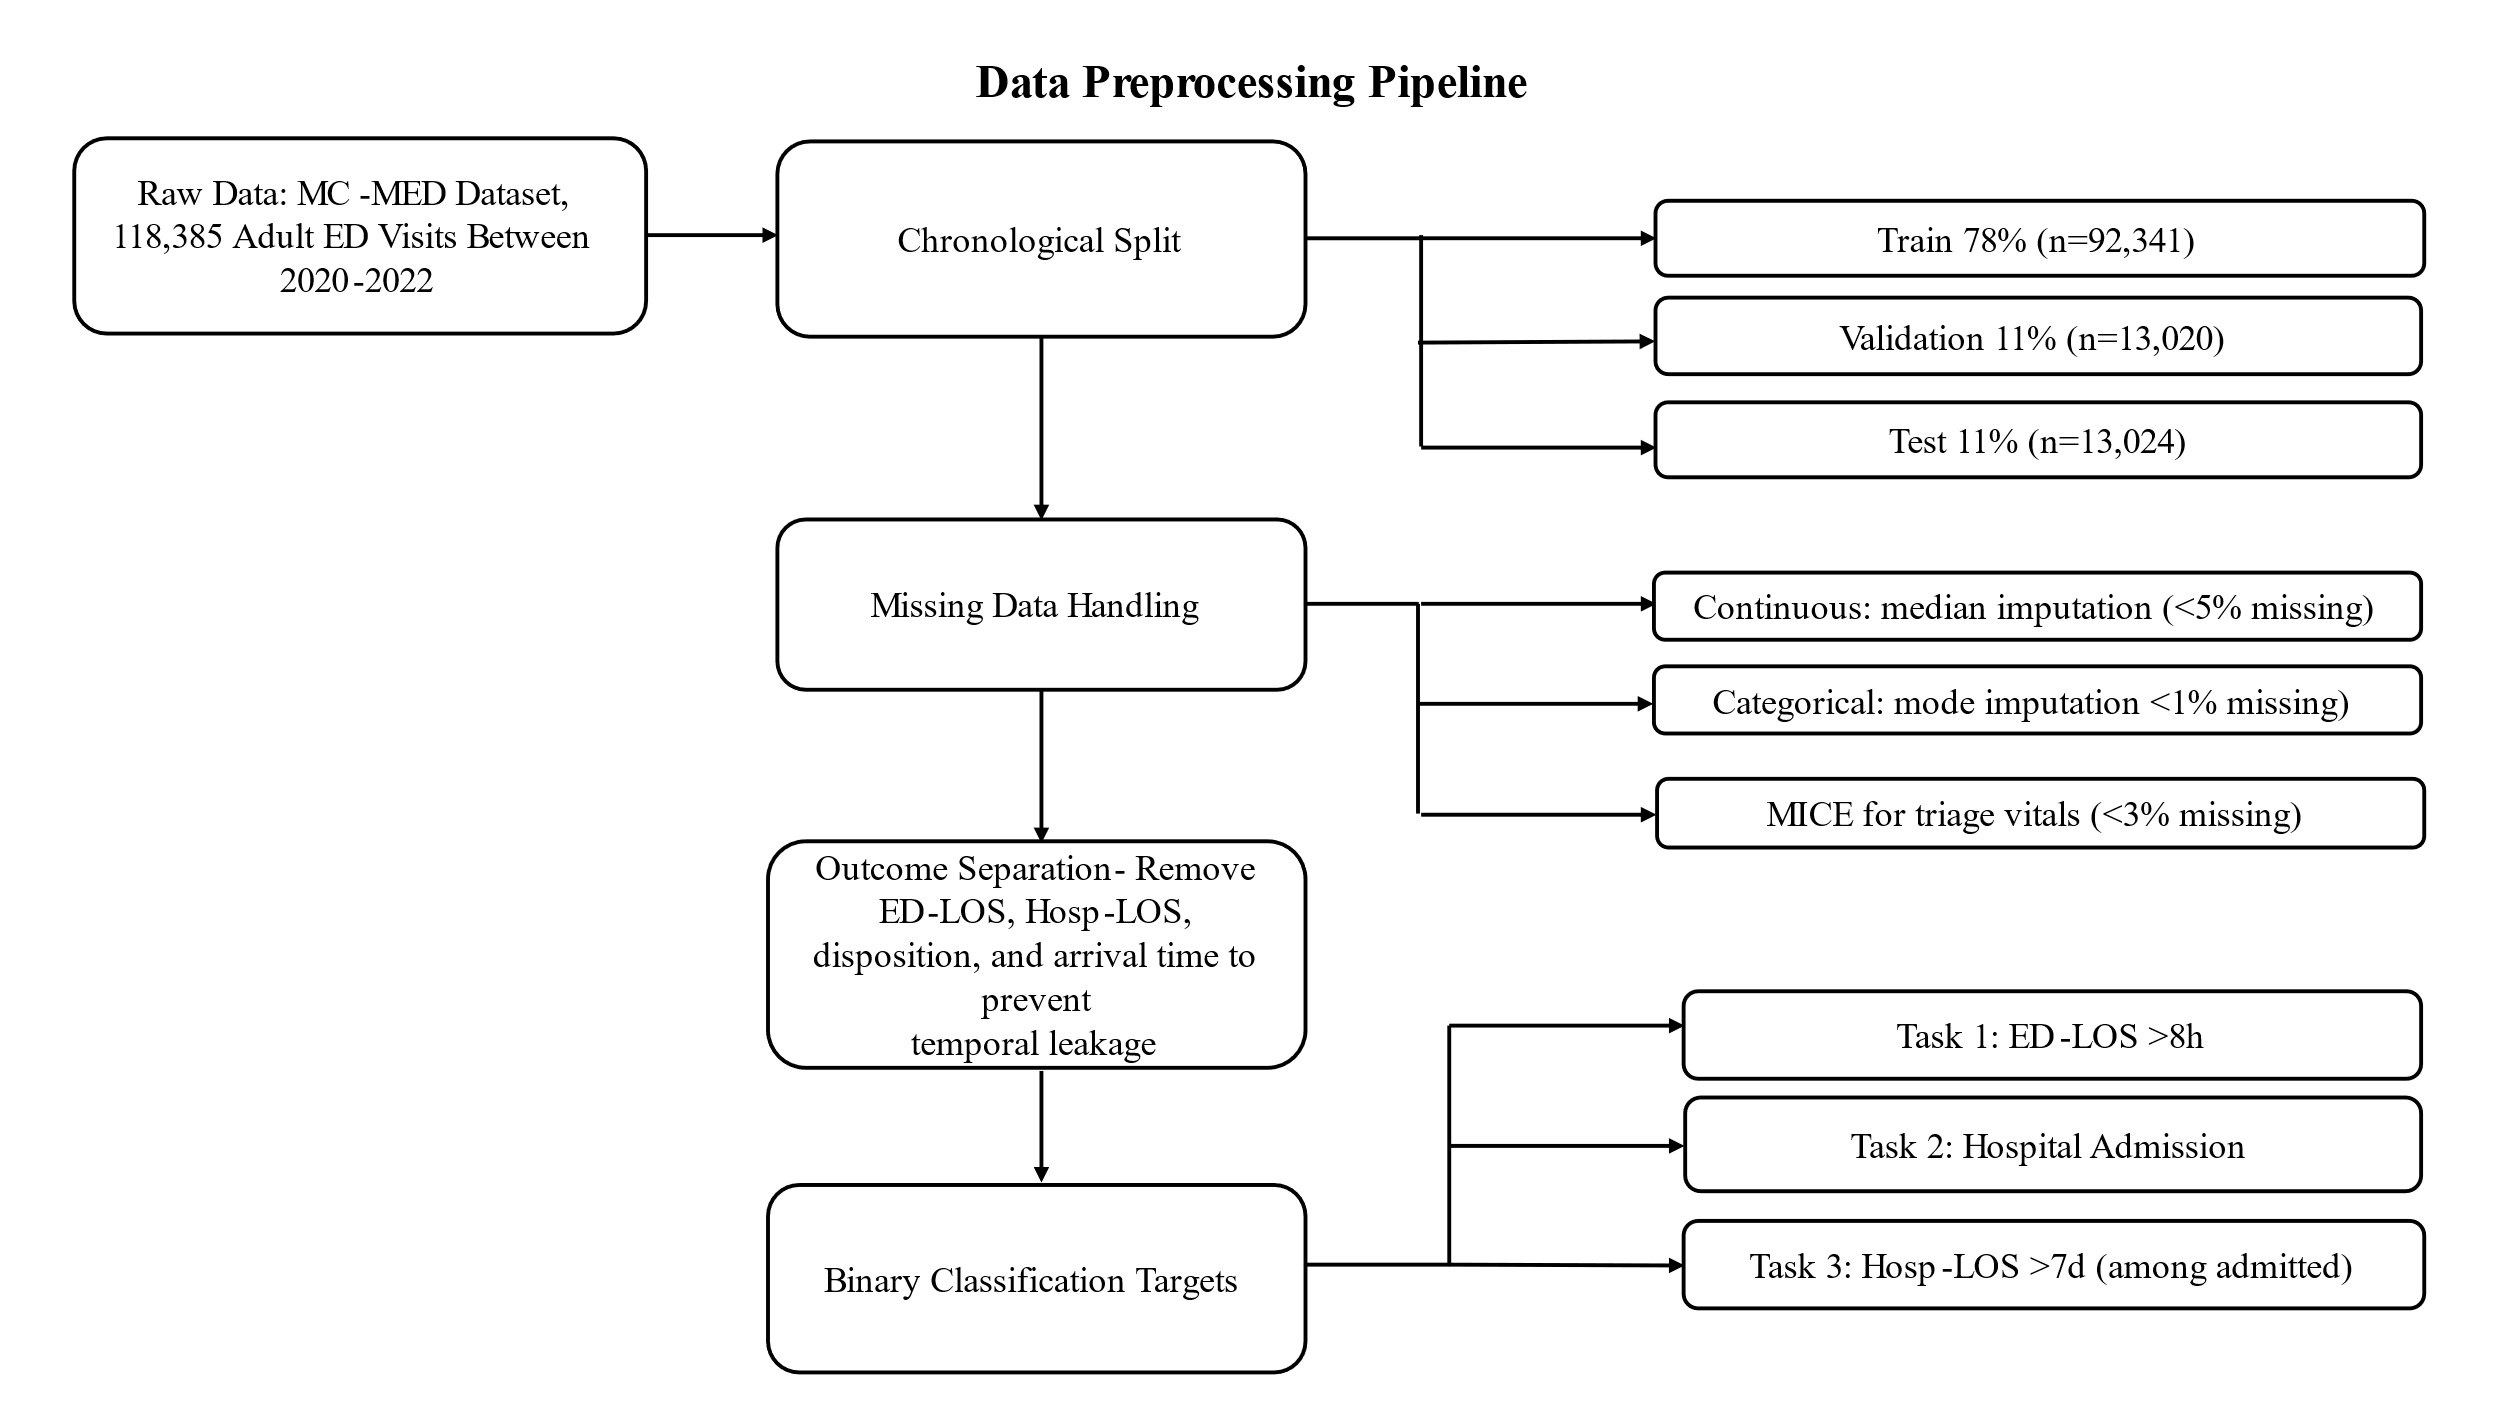 Data Preprocessing Pipeline
Raw Data: MC -MED Dataset,
118,385 Adult ED Visits Between
2020-2022
Chronological Split
Train 78% (n=92,341)
Validation 11% (n=13,020)
Test 11% (n=13,024)
Missing Data Handling
Continuous: median imputation (<5% missing)
Categorical: mode imputation <1% missing)
MICE for triage vitals (<3% missing)
Outcome Separation- Remove
ED-LOS, Hosp-LOS,
disposition, and arrival time to
prevent
temporal leakage
Binary Classification Targets
Task 1: ED-LOS >8h
Task 2: Hospital Admission
Task 3: Hosp-LOS >7d (among admitted)